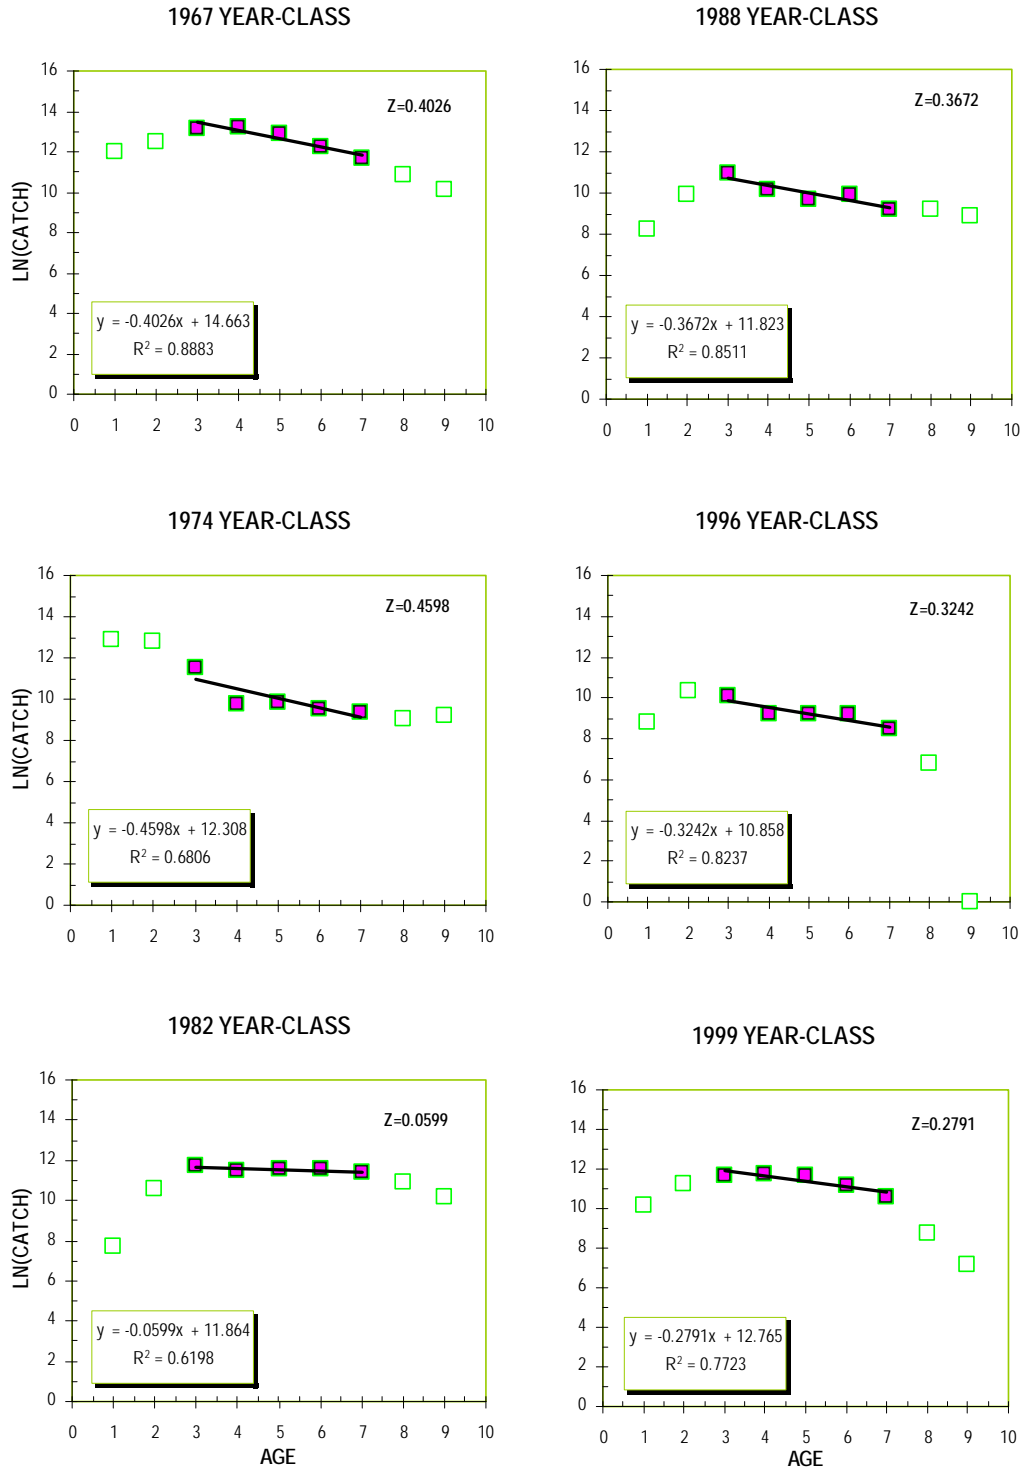 1967 YEAR-CLASS
16
14
12
10
8
6
4
2
0
LN(CATCH)
Z=0.4026
y = -0.4026x + 14.663
R² = 0.8883
0 1 2 3 4 5 6 7 8 9 10
1988 YEAR-CLASS
16
14
12
10
8
6
4
2
0
Z=0.3672
y = -0.3672x + 11.823
R² = 0.8511
0 1 2 3 4 5 6 7 8 9 10
1974 YEAR-CLASS
16
14
12
10
8
6
4
2
0
LN(CATCH)
Z=0.4598
y = -0.4598x + 12.308
R² = 0.6806
0 1 2 3 4 5 6 7 8 9 10
1996 YEAR-CLASS
16
14
12
10
8
6
4
2
0
Z=0.3242
y = -0.3242x + 10.858
R² = 0.8237
0 1 2 3 4 5 6 7 8 9 10
1982 YEAR-CLASS
16
14
12
10
8
6
4
2
0
LN(CATCH)
Z=0.0599
y = -0.0599x + 11.864
R² = 0.6198
0 1 2 3 4 5 6 7 8 9 10
AGE
1999 YEAR-CLASS
16
14
12
10
8
6
4
2
0
Z=0.2791
y = -0.2791x + 12.765
R² = 0.7723
0 1 2 3 4 5 6 7 8 9 10
AGE